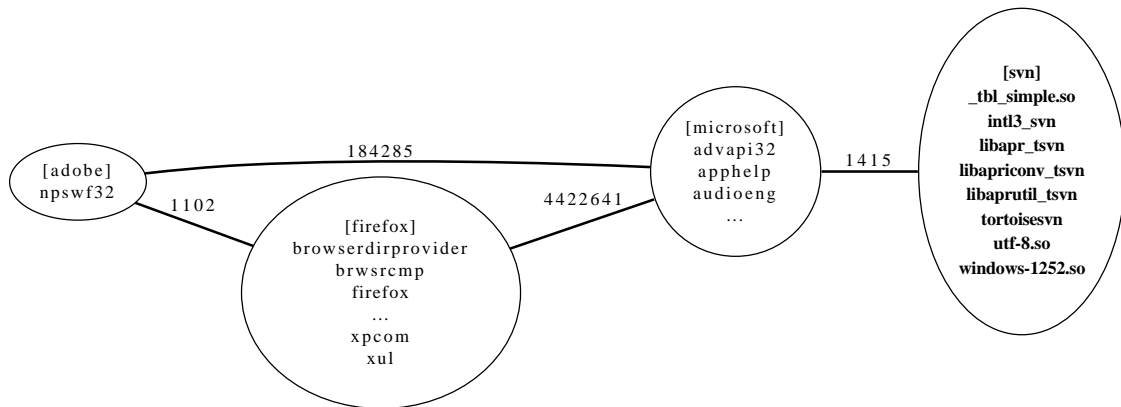 [adobe]
npswf32
184285
1102
[firefox]
browserdirprovider
brwsrcmp
firefox
...
xpcom
xul
4422641
[microsoft]
advapi32
apphelp
audioeng
...
1415
[svn]
_tbl_simple.so
intl3_svn
libapr_tsvn
libapriconv_tsvn
libaprutil_tsvn
tortoisesvn
utf-8.so
windows-1252.so